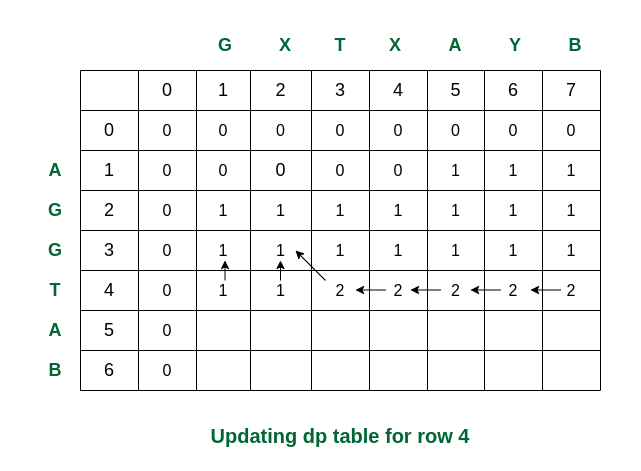 G X T X A Y B
0 1 2 3 4 5 6 7
0 0 0 0 0 0 0 0 0
A 1 0 0 0 0 0 1 1 1
G 2 0 1 1 1 1 1 1 1
G 3 0 1 1 1 1 1 1 1
T 4 0 1 1 2 2 2 2 2
A 5 0
B 6 0
Updating dp table for row 4